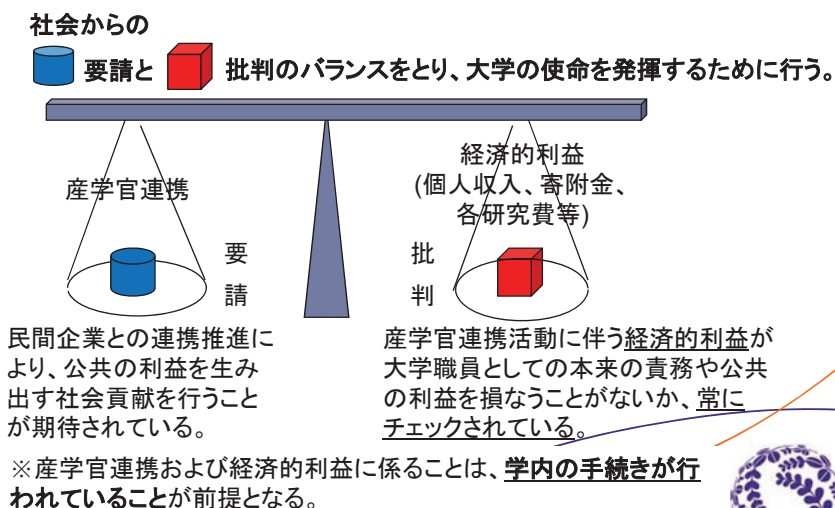 社会からの
要請と 批判のバランスをとり、大学の使命を発揮するために行う。
産学官連携
要
請
経済的利益
(個人収入、寄附金、
各研究費等)
批
判
民間企業との連携推進に
より、公共の利益を生み
出す社会貢献を行うこと
が期待されている。
産学官連携活動に伴う経済的利益が
大学職員としての本来の責務や公共
の利益を損なうことがないか、常に
チェックされている。
※産学官連携および経済的利益に係ることは、学内の手続きが行
われていることが前提となる。